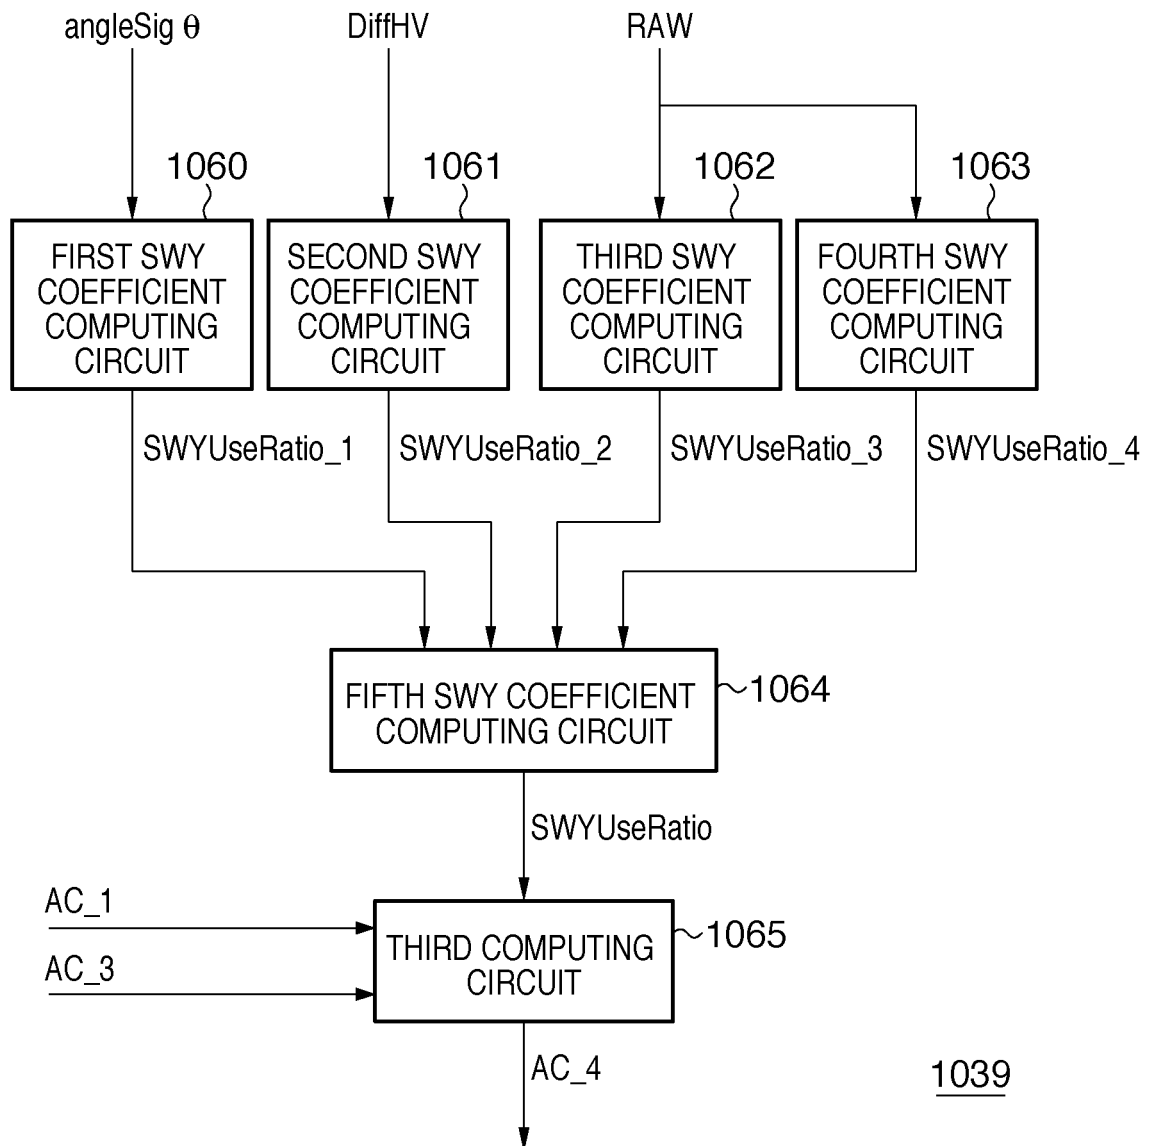 angleSig θ
DiffHV
RAW
1060
1061
1062
1063
FIRST SWY
COEFFICIENT
COMPUTING
CIRCUIT
SECOND SWY
COEFFICIENT
COMPUTING
CIRCUIT
THIRD SWY
COEFFICIENT
COMPUTING
CIRCUIT
FOURTH SWY
COEFFICIENT
COMPUTING
CIRCUIT
SWYUseRatio_1
SWYUseRatio_2
SWYUseRatio_3
SWYUseRatio_4
FIFTH SWY COEFFICIENT
COMPUTING CIRCUIT
1064
SWYUseRatio
AC_1
AC_3
THIRD COMPUTING
CIRCUIT
1065
AC_4
1039